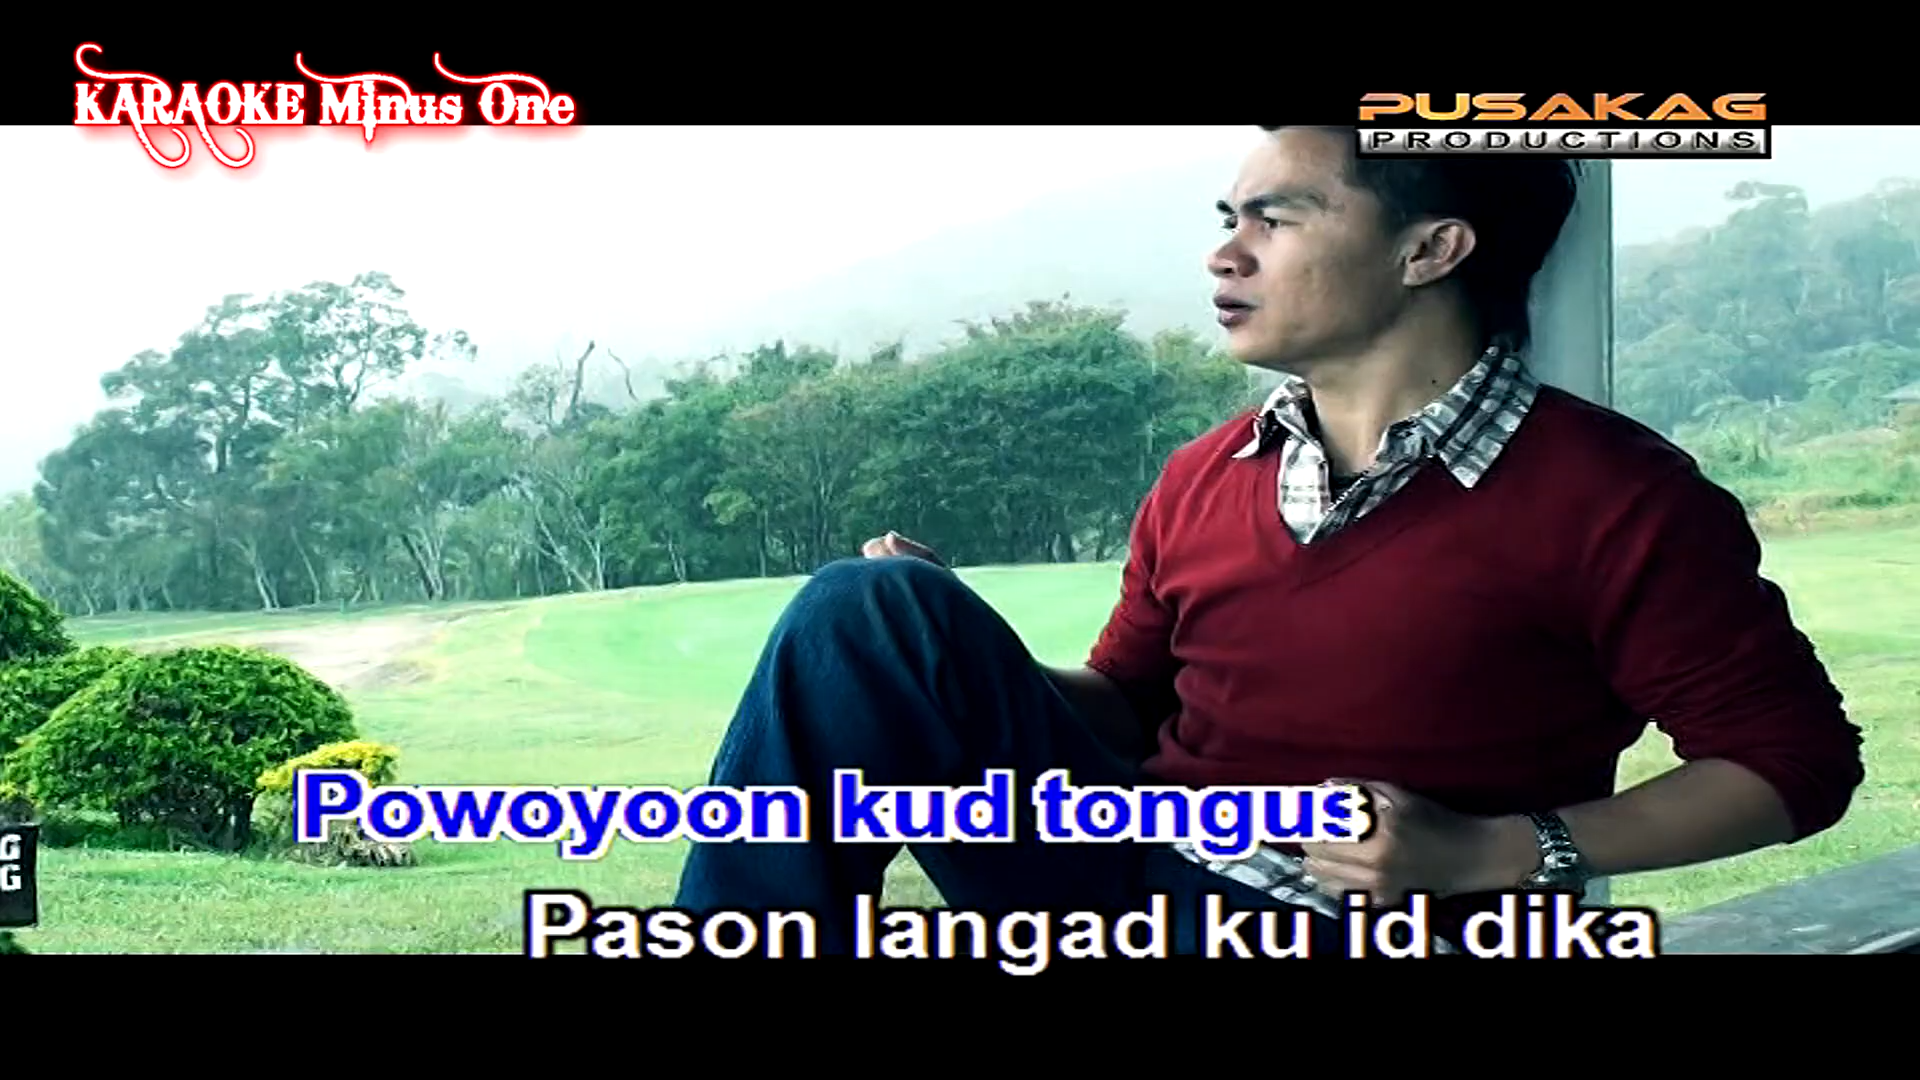 KARAOKE Minus One
PUSAKAG
PRODUCTIONS
Powoyoon kud tongus
Pason langad ku id dika
G
G